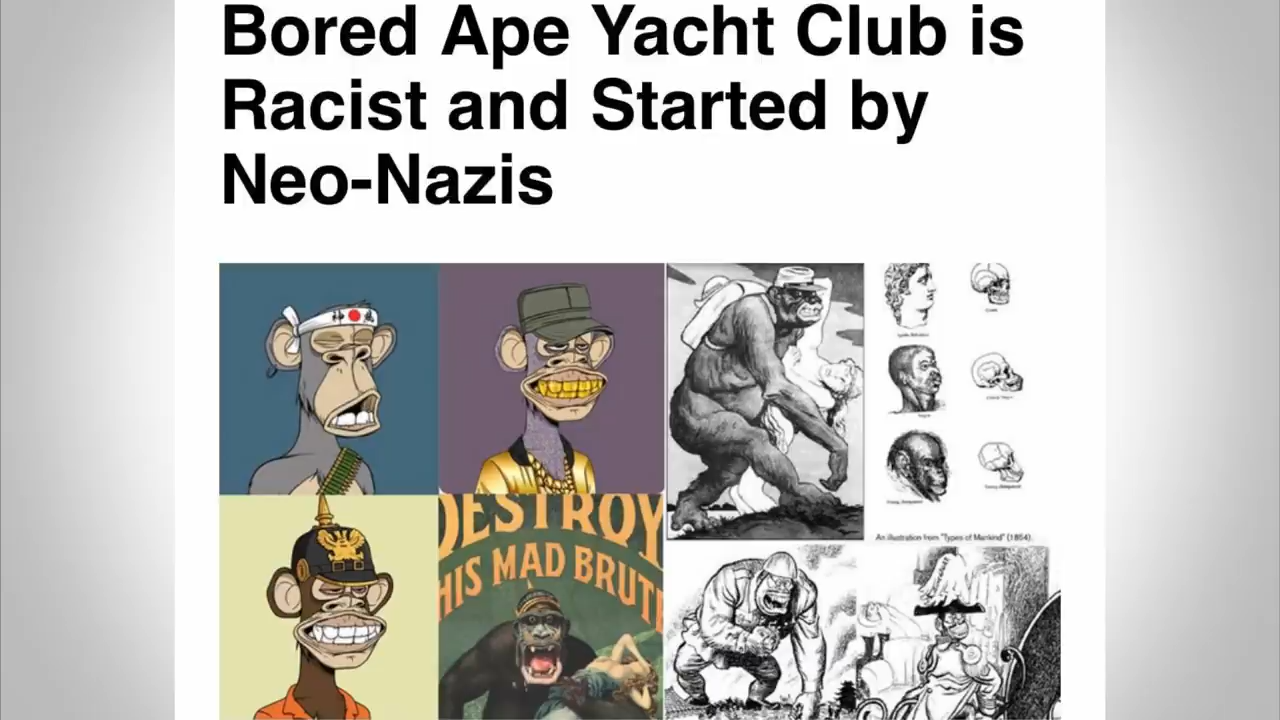 Bored Ape Yacht Club is
Racist and Started by
Neo-Nazis
DESTROY
HIS MAD BRUTE
An illustration from "Types of Mankind" (1854).